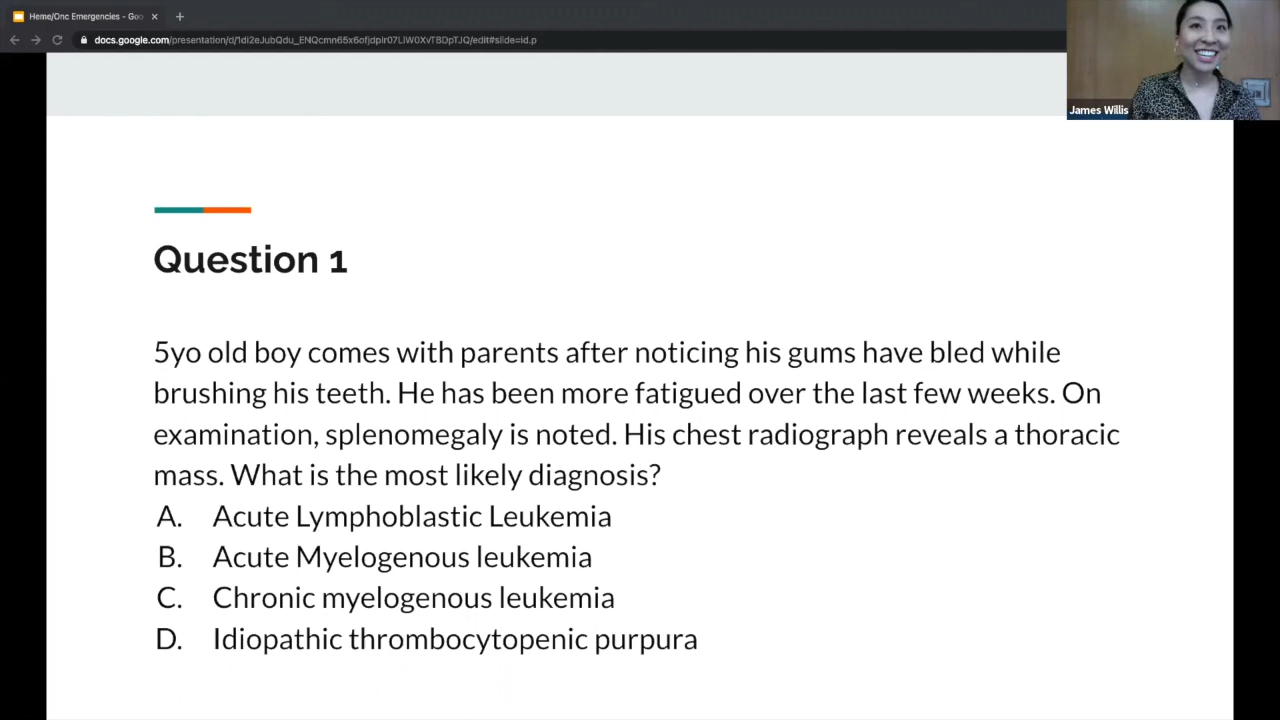 Heme/Onc Emergencies - Goo
docs.google.com/presentation/d/1di2eJubQdu_ENQcmn65x6ofjdpIr07LIW0XvTBDpTJQ/edit#slide=id.p
James Willis
Question 1
5yo old boy comes with parents after noticing his gums have bled while
brushing his teeth. He has been more fatigued over the last few weeks. On
examination, splenomegaly is noted. His chest radiograph reveals a thoracic
mass. What is the most likely diagnosis?
A. Acute Lymphoblastic Leukemia
B. Acute Myelogenous leukemia
C. Chronic myelogenous leukemia
D. Idiopathic thrombocytopenic purpura